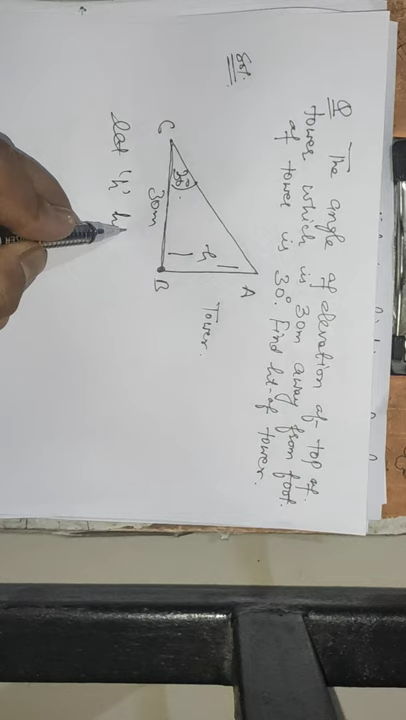 Q The angle of elevation of top of
tower which is 30m away from foot
of tower is 30°. Find ht-of tower.
Sol.
A
h
Tower.
30°
C
30m
B
let 'h'